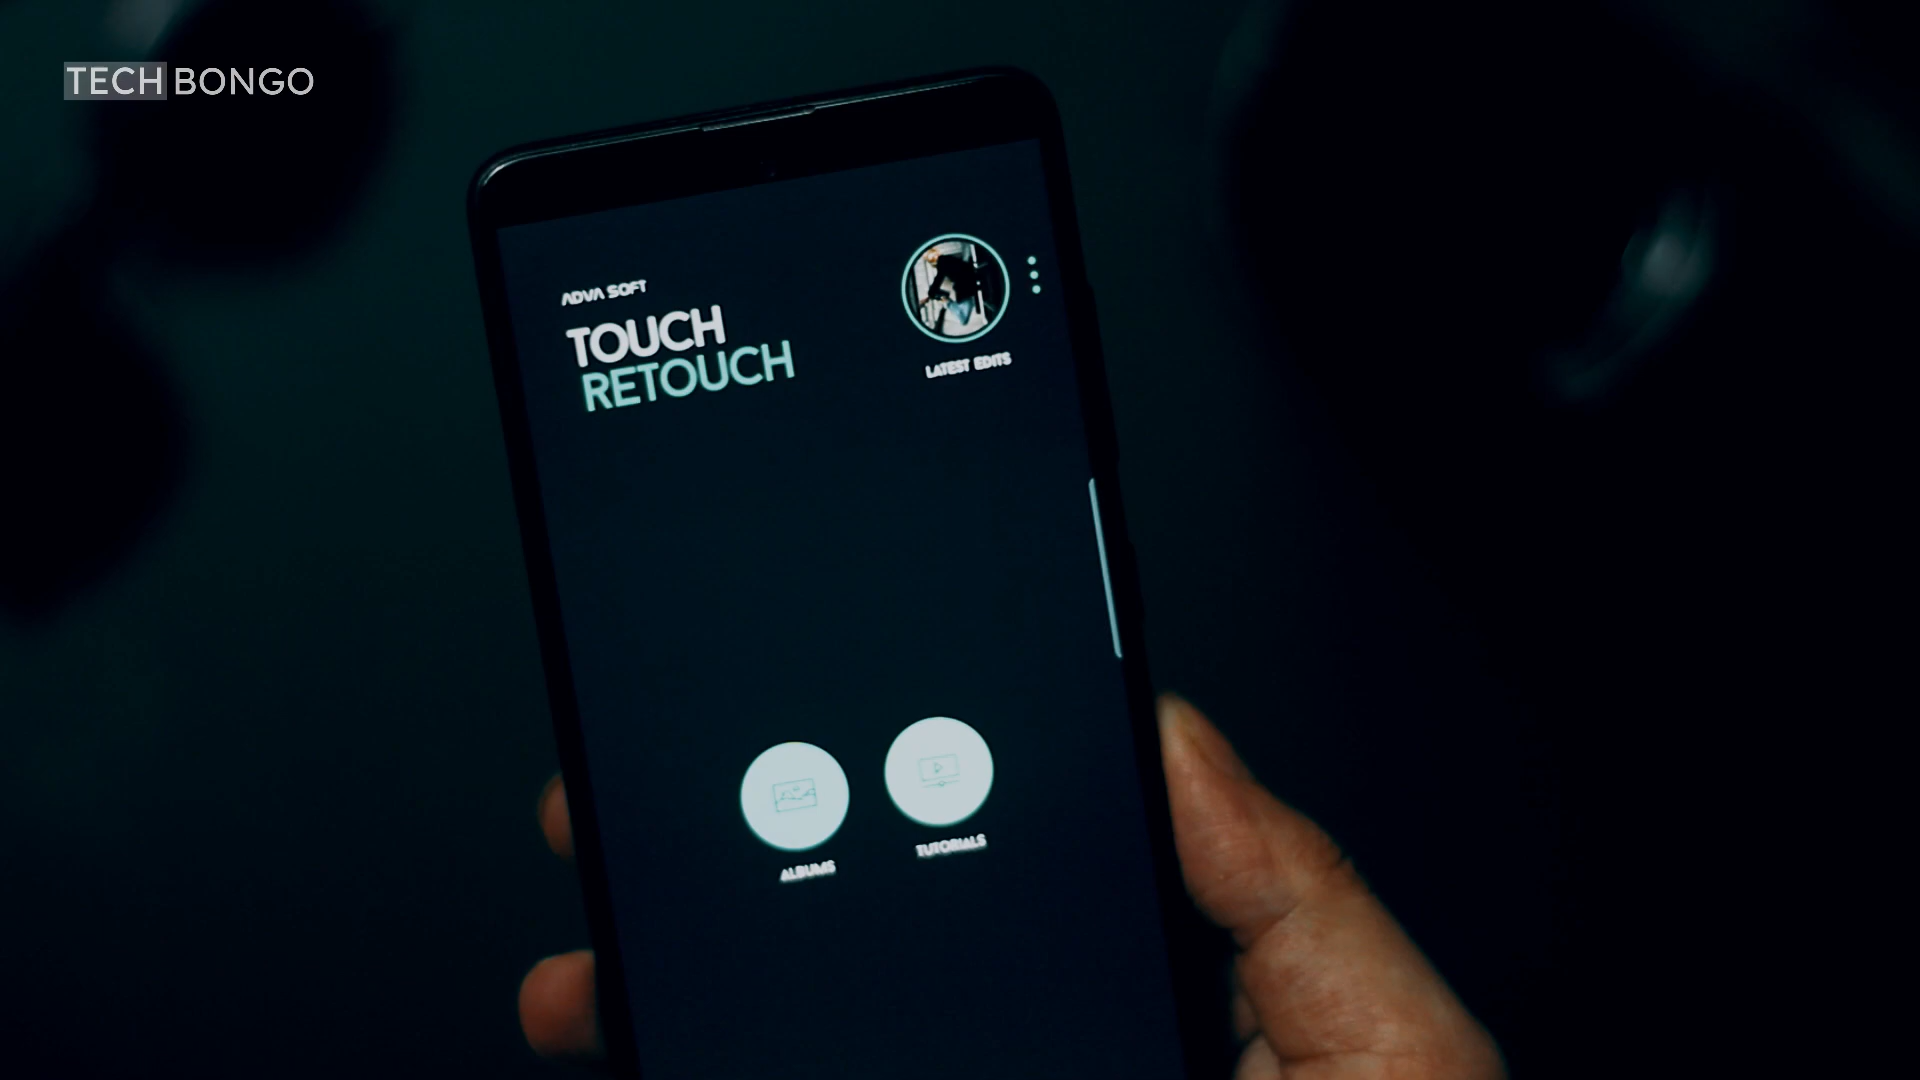 TECH BONGO
ADVA SOFT
TOUCH
RETOUCH
LATEST EDITS
ALBUMS
TUTORIALS